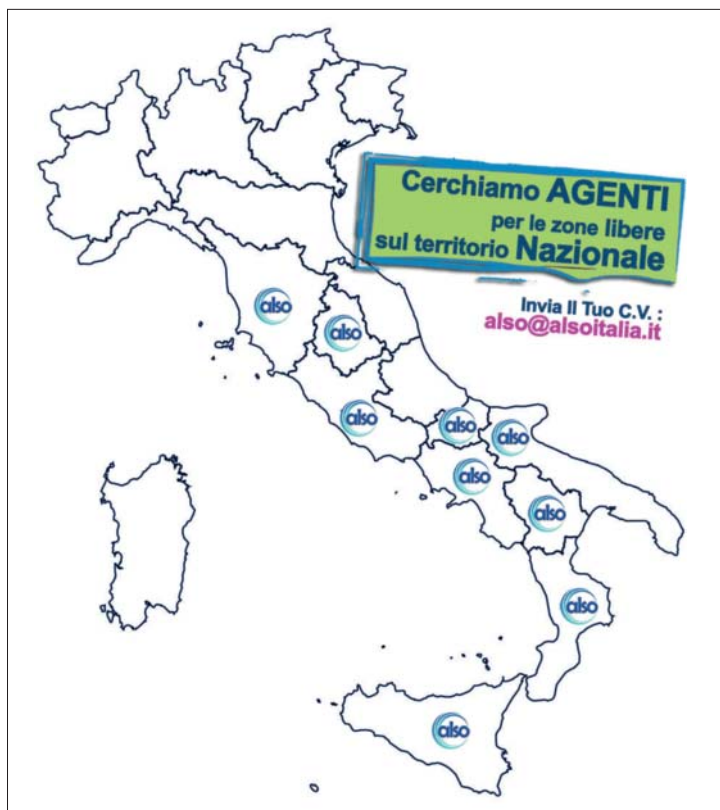 Cerchiamo AGENTI
per le zone libere
sul territorio Nazionale
Invia Il Tuo C.V. :
also@alsoitalia.it
also
also
also
also
also
also
also
also
also